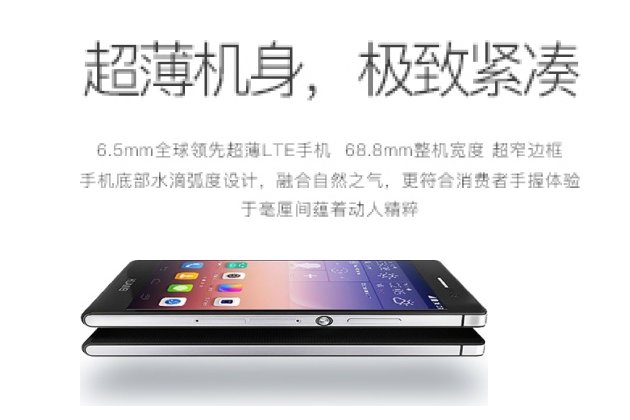 超薄机身，极致紧凑
6.5mm全球领先超薄LTE手机 68.8mm整机宽度 超窄边框
手机底部水滴弧度设计，融合自然之气，更符合消费者手握体验
于毫厘间蕴着动人精粹
HUAWEI